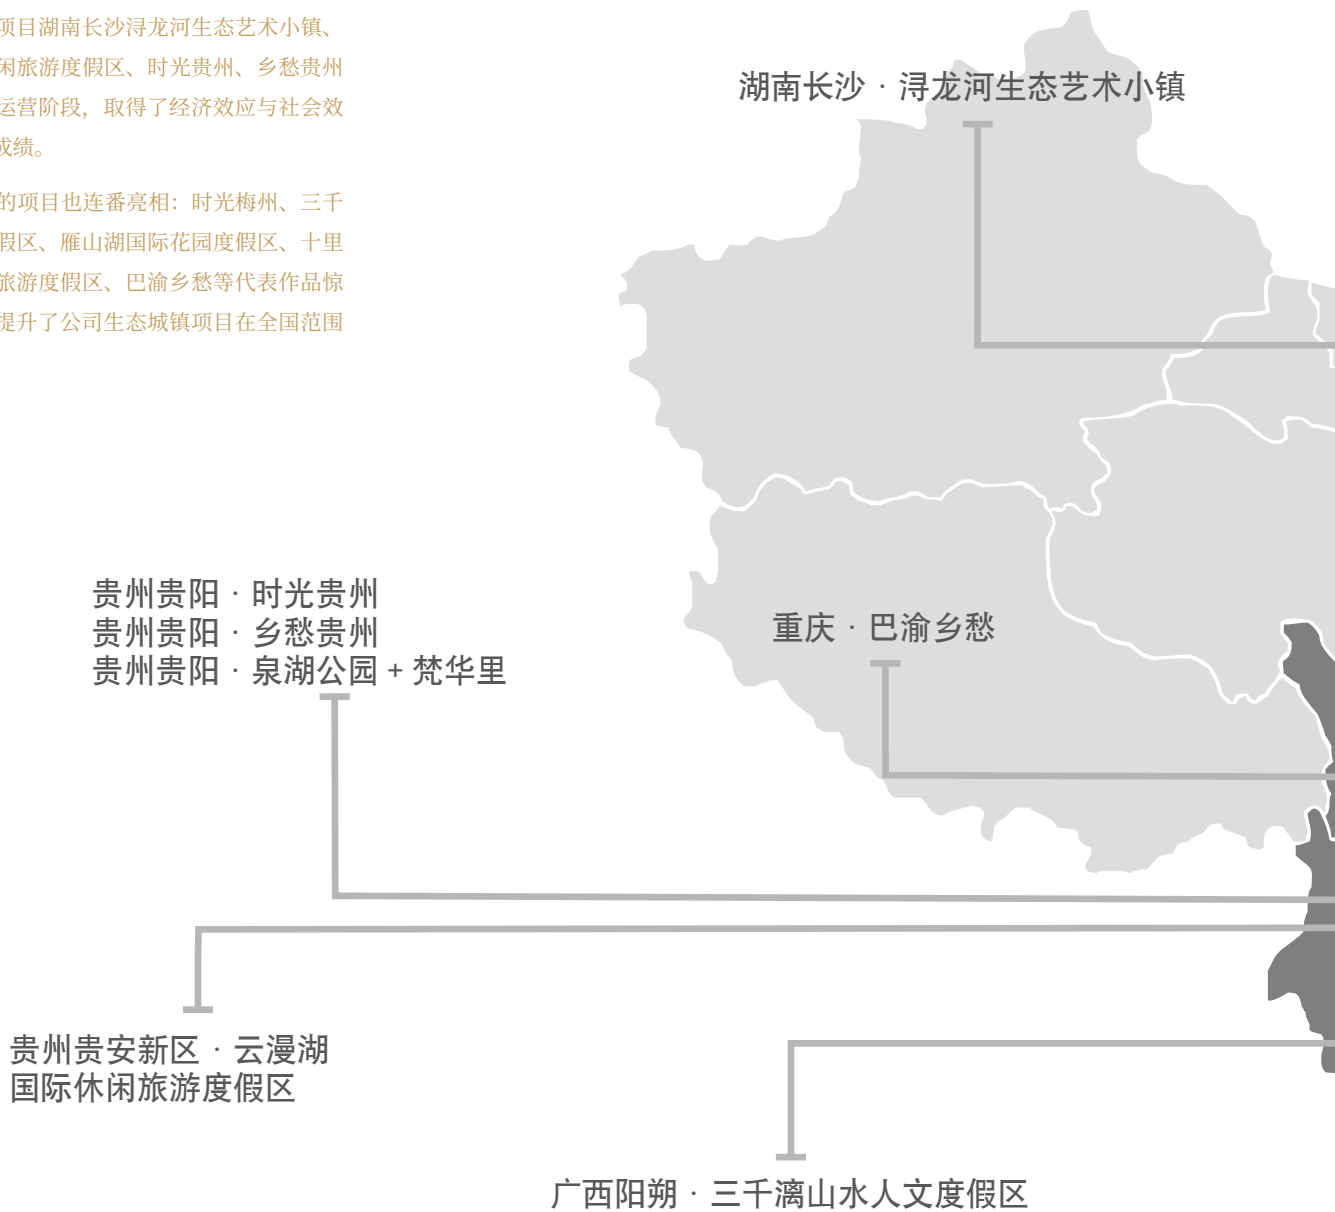 项目湖南长沙浔龙河生态艺术小镇、
闲旅游度假区、时光贵州、乡愁贵州
运营阶段，取得了经济效应与社会效
成绩。
的项目也连番亮相：时光梅州、三千
假区、雁山湖国际花园度假区、十里
旅游度假区、巴渝乡愁等代表作品惊
提升了公司生态城镇项目在全国范围
湖南长沙 · 浔龙河生态艺术小镇
贵州贵阳 · 时光贵州
贵州贵阳 · 乡愁贵州
贵州贵阳 · 泉湖公园 + 梵华里
重庆 · 巴渝乡愁
贵州贵安新区 · 云漫湖
国际休闲旅游度假区
广西阳朔 · 三千漓山水人文度假区